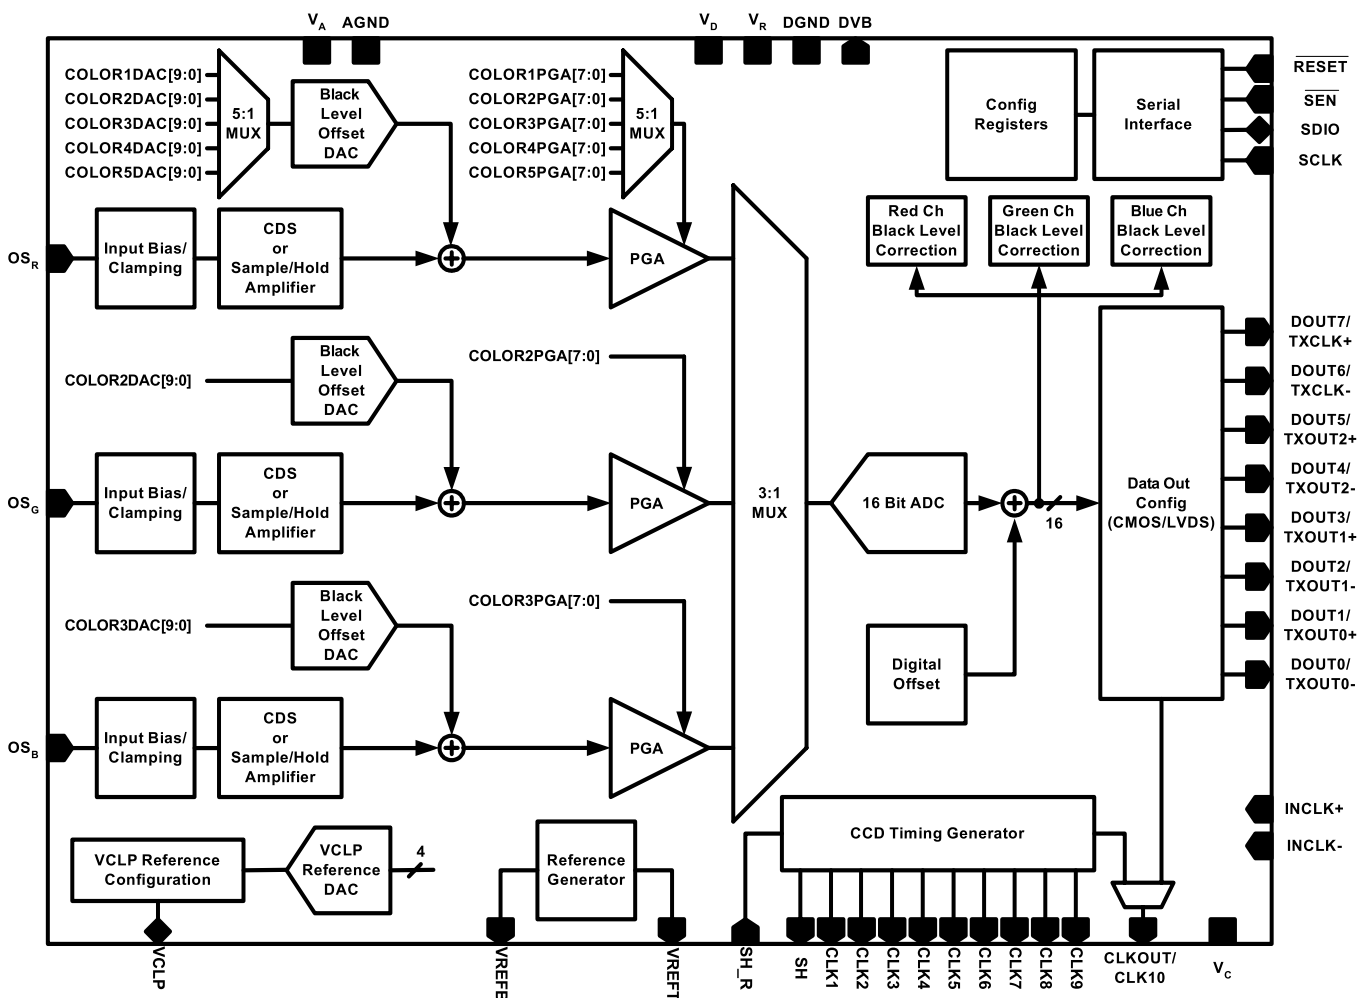 VA
AGND
VD
VR
DGND
DVB
COLOR1DAC[9:0]
COLOR2DAC[9:0]
COLOR3DAC[9:0]
COLOR4DAC[9:0]
COLOR5DAC[9:0]
5:1
MUX
Black
Level
Offset
DAC
COLOR1PGA[7:0]
COLOR2PGA[7:0]
COLOR3PGA[7:0]
COLOR4PGA[7:0]
COLOR5PGA[7:0]
5:1
MUX
Config
Registers
Serial
Interface
RESET
SEN
SDIO
SCLK
OSR
Input Bias/
Clamping
CDS
or
Sample/Hold
Amplifier
PGA
Red Ch
Black Level
Correction
Green Ch
Black Level
Correction
Blue Ch
Black Level
Correction
COLOR2DAC[9:0]
Black
Level
Offset
DAC
COLOR2PGA[7:0]
OSG
Input Bias/
Clamping
CDS
or
Sample/Hold
Amplifier
PGA
3:1
MUX
16 Bit ADC
16
Data Out
Config
(CMOS/LVDS)
DOUT7/
TXCLK+
DOUT6/
TXCLK-
DOUT5/
TXOUT2+
DOUT4/
TXOUT2-
DOUT3/
TXOUT1+
DOUT2/
TXOUT1-
DOUT1/
TXOUT0+
DOUT0/
TXOUT0-
COLOR3DAC[9:0]
Black
Level
Offset
DAC
COLOR3PGA[7:0]
Digital
Offset
OSB
Input Bias/
Clamping
CDS
or
Sample/Hold
Amplifier
PGA
INCLK+
INCLK-
VCLP Reference
Configuration
VCLP
Reference
DAC
4
Reference
Generator
CCD Timing Generator
VCLP
VREFB
VREFT
SH_R
SH
CLK1
CLK2
CLK3
CLK4
CLK5
CLK6
CLK7
CLK8
CLK9
CLKOUT/
CLK10
VC